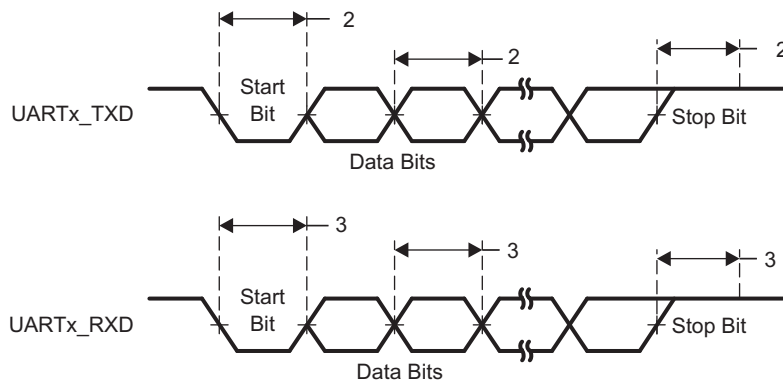 2
2
2
UARTx_TXD
Start
Bit
Stop Bit
Data Bits
3
3
3
UARTx_RXD
Start
Bit
Stop Bit
Data Bits